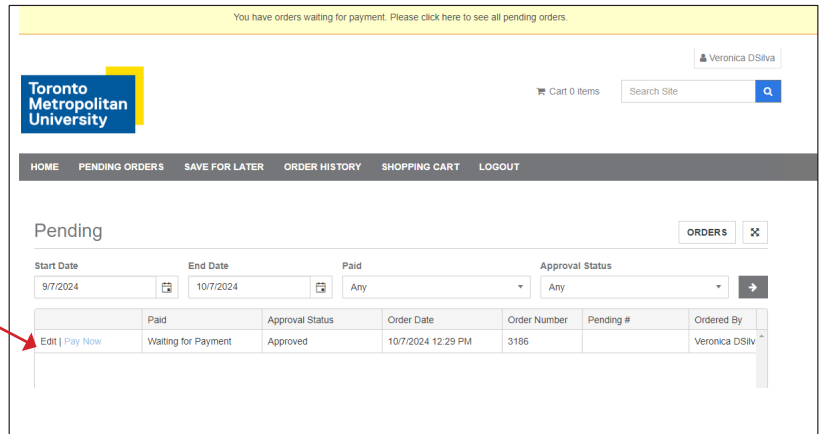 You have orders waiting for payment. Please click here to see all pending orders.
Veronica DSilva
Toronto
Metropolitan
University
Cart 0 items
Search Site
HOME PENDING ORDERS SAVE FOR LATER ORDER HISTORY SHOPPING CART LOGOUT
Pending
ORDERS
Start Date End Date Paid Approval Status
9/7/2024 10/7/2024 Any Any
Paid Approval Status Order Date Order Number Pending # Ordered By
Edit | Pay Now Waiting for Payment Approved 10/7/2024 12:29 PM 3186 Veronica DSilv